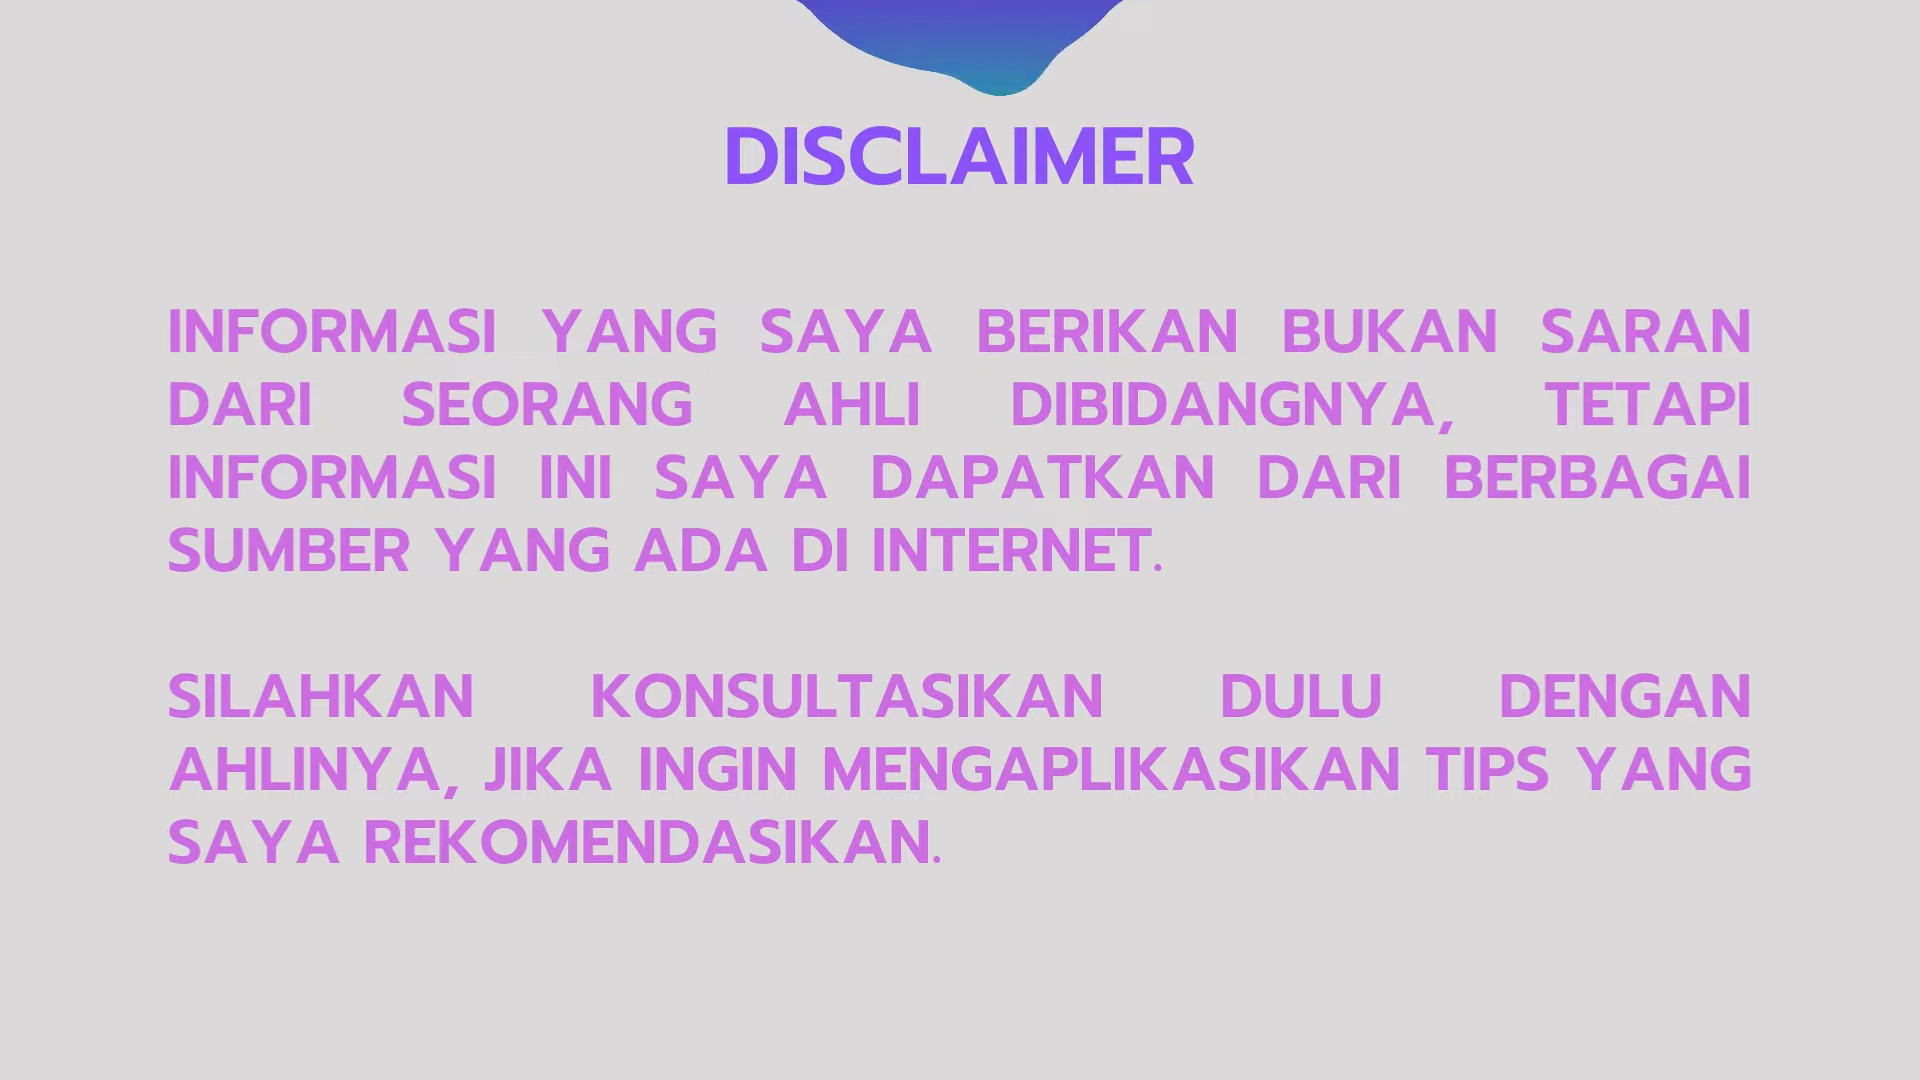 DISCLAIMER
INFORMASI YANG SAYA BERIKAN BUKAN SARAN
DARI SEORANG AHLI DIBIDANGNYA, TETAPI
INFORMASI INI SAYA DAPATKAN DARI BERBAGAI
SUMBER YANG ADA DI INTERNET.
SILAHKAN KONSULTASIKAN DULU DENGAN
AHLINYA, JIKA INGIN MENGAPLIKASIKAN TIPS YANG
SAYA REKOMENDASIKAN.